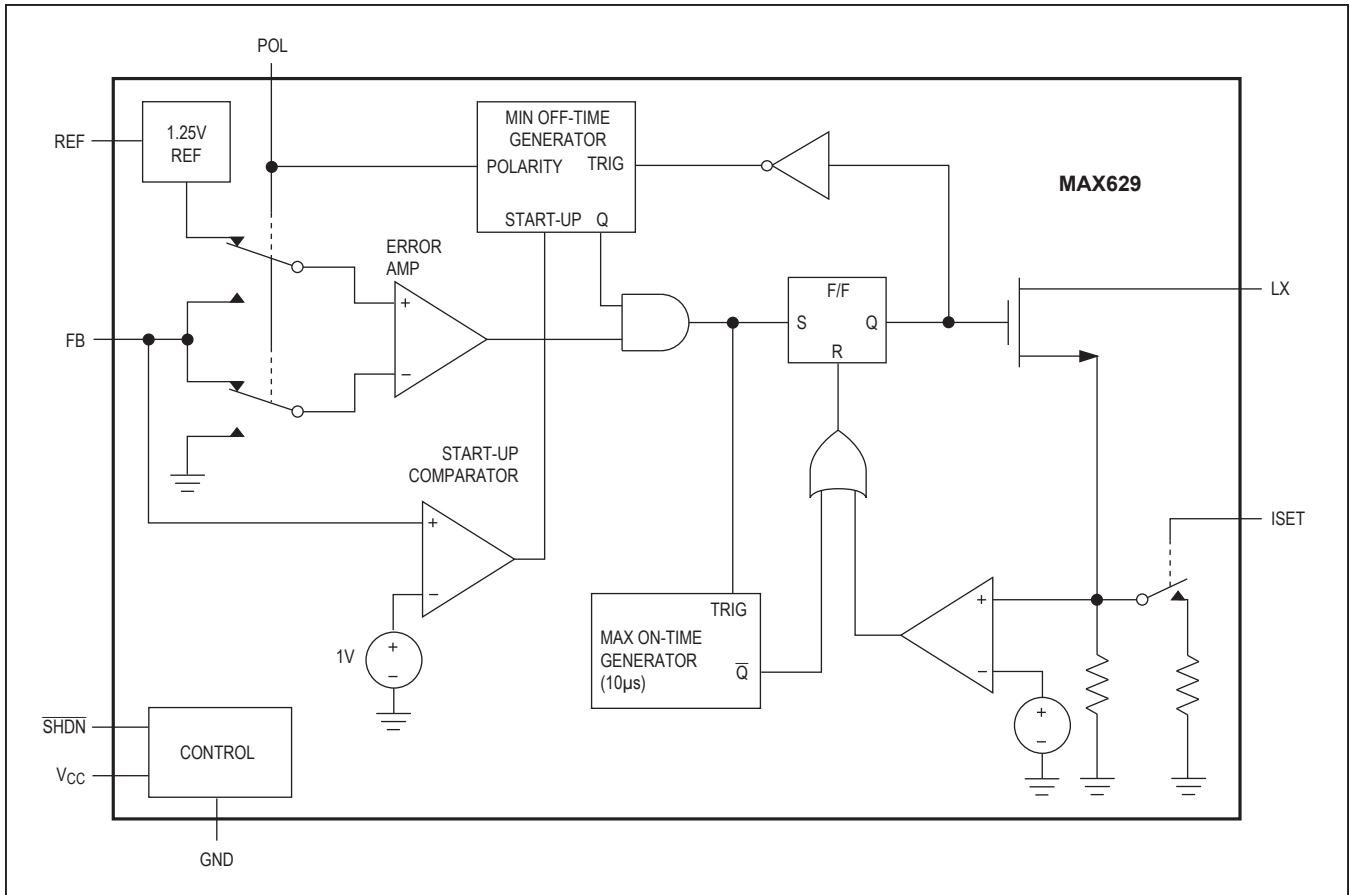 POL
REF
1.25V
REF
MIN OFF-TIME
GENERATOR
POLARITY TRIG
START-UP Q
MAX629
ERROR
AMP
+
−
F/F
S Q
R
LX
FB
START-UP
COMPARATOR
+
−
1V
+
−
TRIG
MAX ON-TIME
GENERATOR
(10µs)
Q̅
+
−
+
−
ISET
S̅H̅D̅N̅
VCC
CONTROL
GND